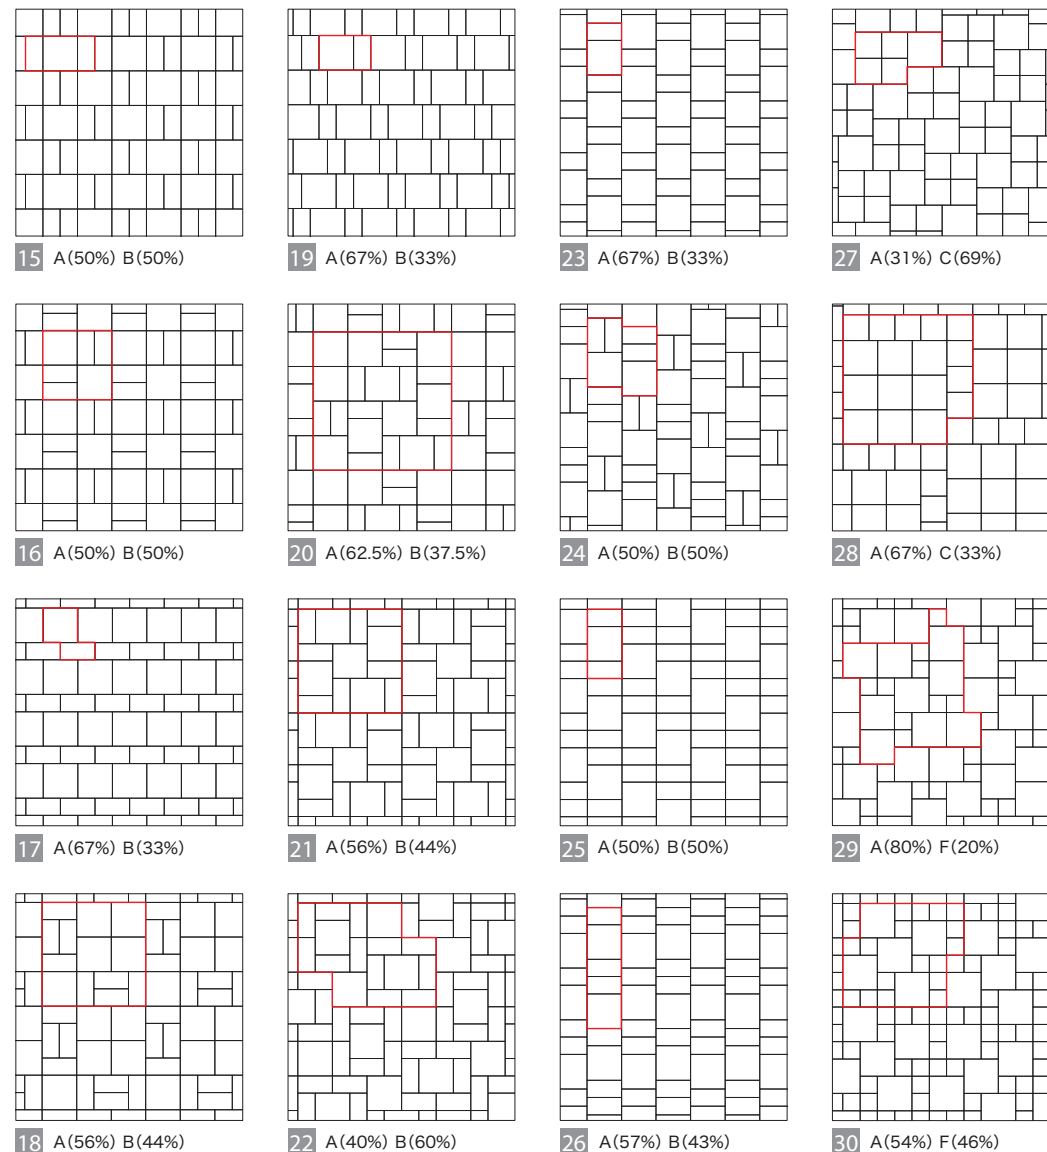 15 A(50%) B(50%)
19 A(67%) B(33%)
23 A(67%) B(33%)
27 A(31%) C(69%)
16 A(50%) B(50%)
20 A(62.5%) B(37.5%)
24 A(50%) B(50%)
28 A(67%) C(33%)
17 A(67%) B(33%)
21 A(56%) B(44%)
25 A(50%) B(50%)
29 A(80%) F(20%)
18 A(56%) B(44%)
22 A(40%) B(60%)
26 A(57%) B(43%)
30 A(54%) F(46%)